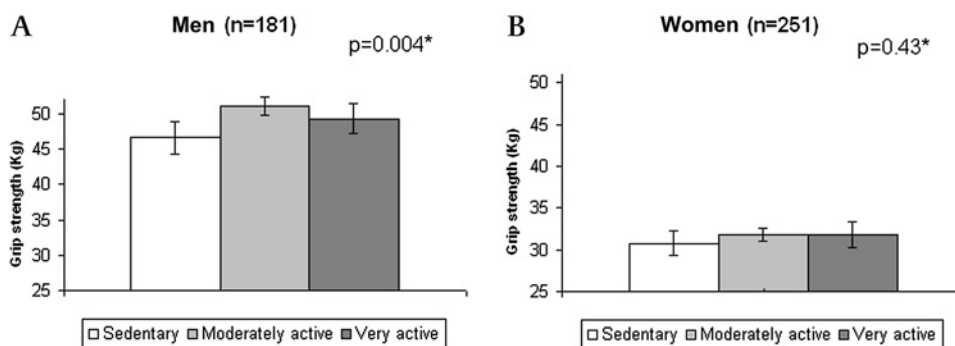 A
Men (n=181)
p=0.004*
Grip strength (Kg)
50
45
40
35
30
25
Sedentary Moderately active Very active
B
Women (n=251)
p=0.43*
Grip strength (Kg)
50
45
40
35
30
25
Sedentary Moderately active Very active